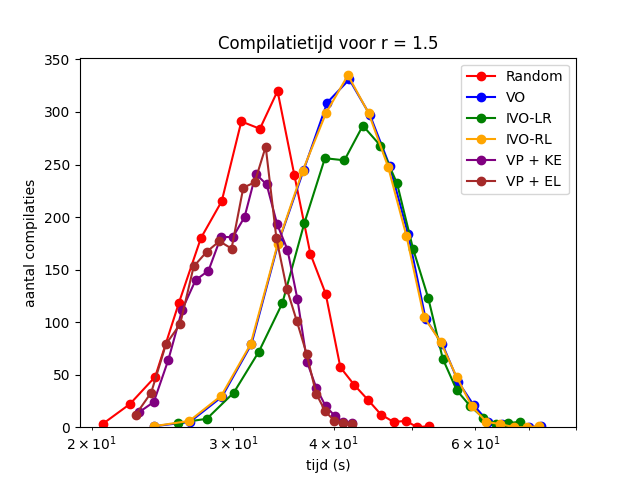 Compilatietijd voor r = 1.5
350
300
250
200
150
100
50
0
aantal compilaties
Random
VO
IVO-LR
IVO-RL
VP + KE
VP + EL
2 × 10¹ 3 × 10¹ 4 × 10¹ 6 × 10¹
tijd (s)